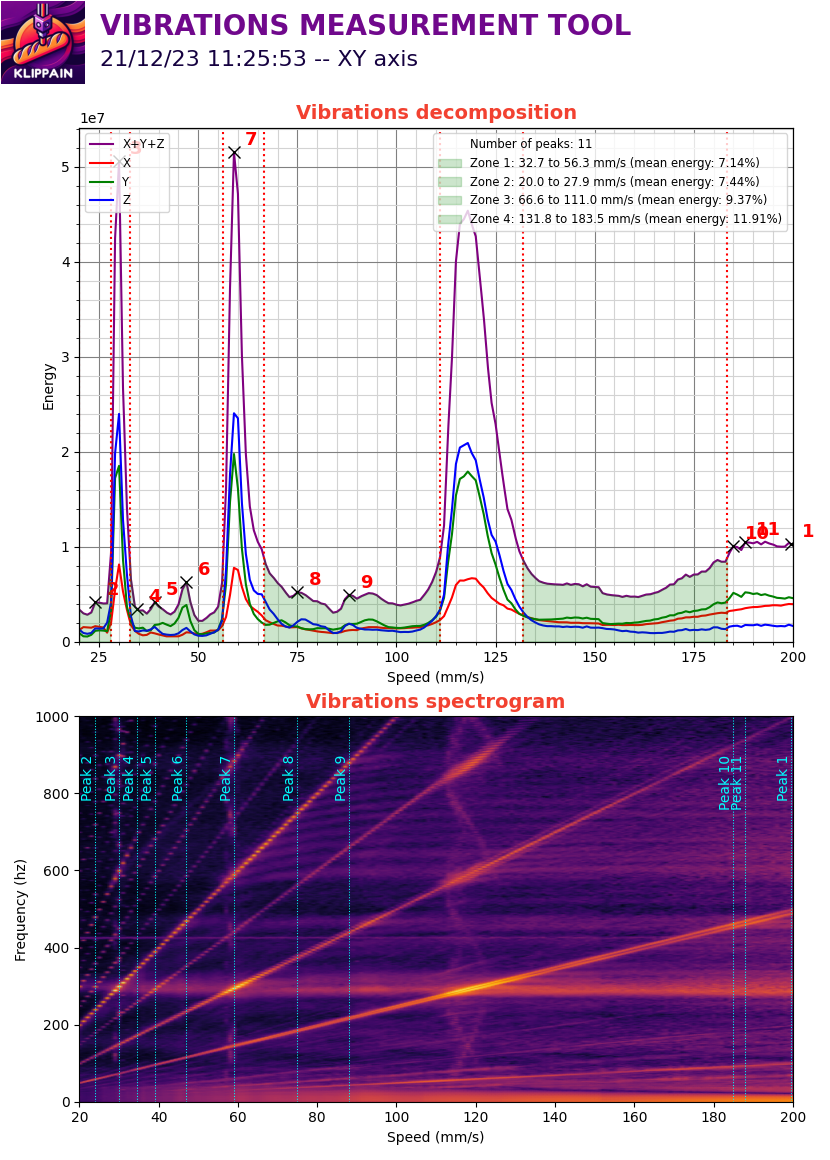 KLIPPAIN
VIBRATIONS MEASUREMENT TOOL
21/12/23 11:25:53 -- XY axis
Vibrations decomposition
1e7
X+Y+Z
X
Y
Z
Number of peaks: 11
Zone 1: 32.7 to 56.3 mm/s (mean energy: 7.14%)
Zone 2: 20.0 to 27.9 mm/s (mean energy: 7.44%)
Zone 3: 66.6 to 111.0 mm/s (mean energy: 9.37%)
Zone 4: 131.8 to 183.5 mm/s (mean energy: 11.91%)
5
4
3
2
1
0
Energy
2
3
4
5
6
7
8
9
10
11
1
25 50 75 100 125 150 175 200
Speed (mm/s)
Vibrations spectrogram
1000
800
600
400
200
0
Frequency (hz)
Peak 2
Peak 3
Peak 4
Peak 5
Peak 6
Peak 7
Peak 8
Peak 9
Peak 10
Peak 11
Peak 1
20 40 60 80 100 120 140 160 180 200
Speed (mm/s)